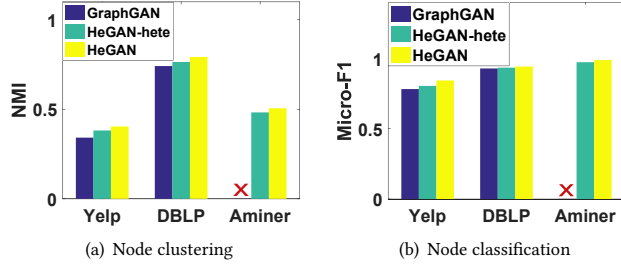 1
GraphGAN
HeGAN-hete
HeGAN
NMI
0.5
0
X
Yelp DBLP Aminer
(a) Node clustering
GraphGAN
HeGAN-hete
HeGAN
Micro-F1
1
0.5
0
X
Yelp DBLP Aminer
(b) Node classification